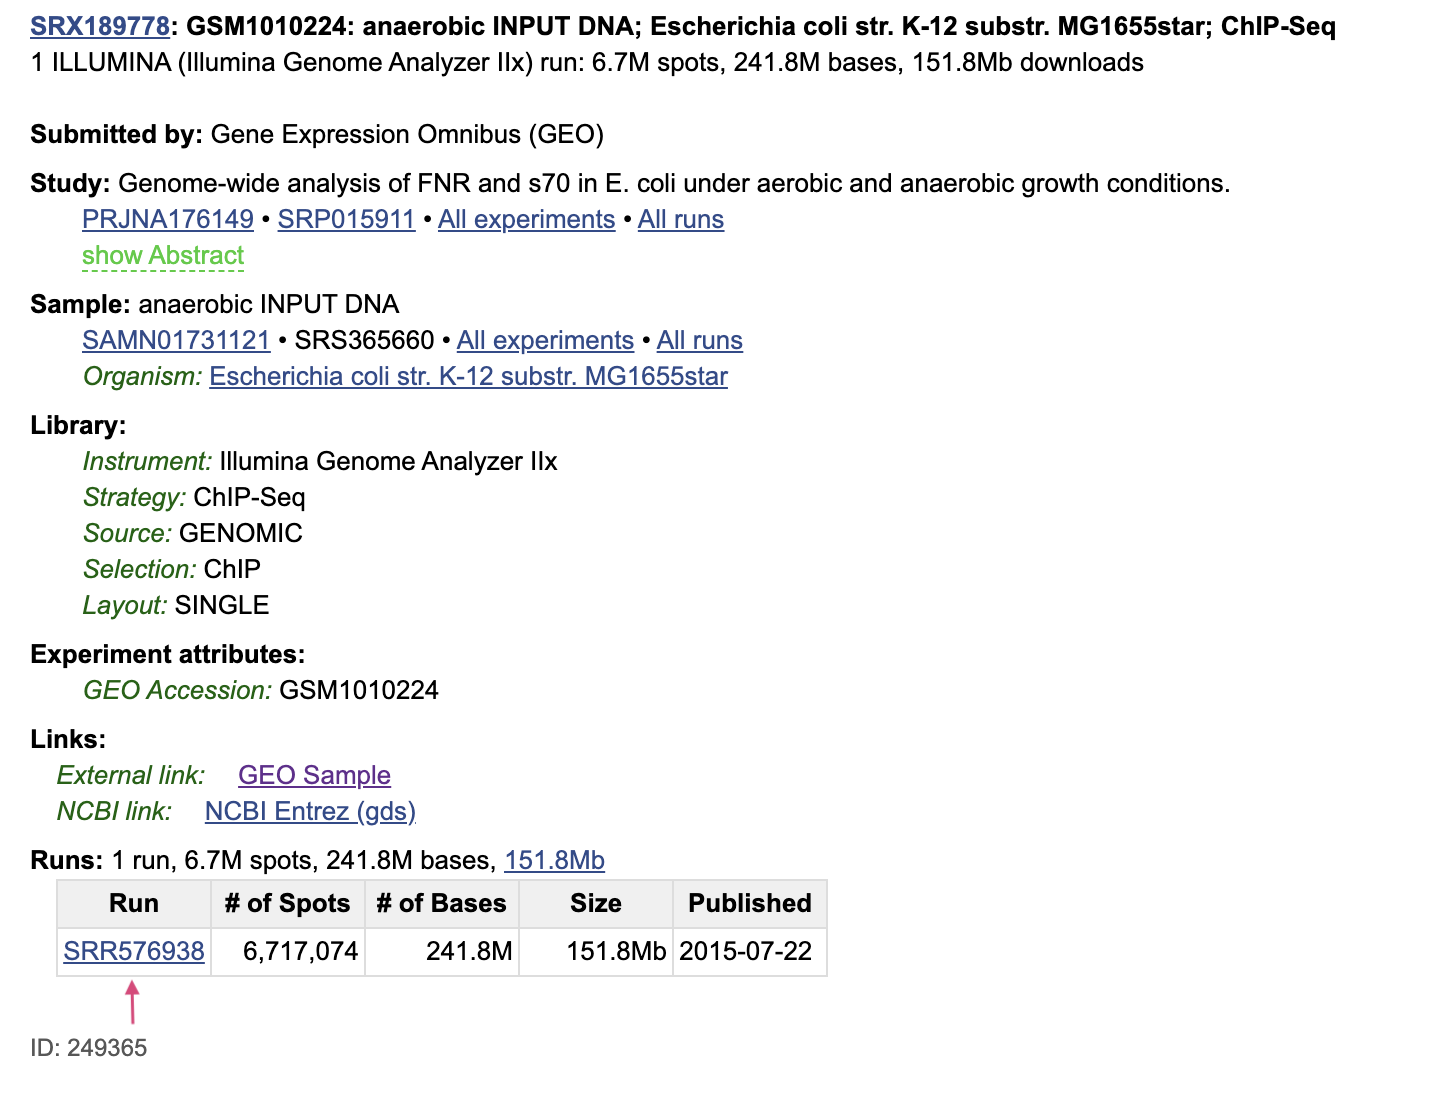 SRX189778: GSM1010224: anaerobic INPUT DNA; Escherichia coli str. K-12 substr. MG1655star; ChIP-Seq
1 ILLUMINA (Illumina Genome Analyzer IIx) run: 6.7M spots, 241.8M bases, 151.8Mb downloads
Submitted by: Gene Expression Omnibus (GEO)
Study: Genome-wide analysis of FNR and s70 in E. coli under aerobic and anaerobic growth conditions.
PRJNA176149 • SRP015911 • All experiments • All runs
show Abstract
Sample: anaerobic INPUT DNA
SAMN01731121 • SRS365660 • All experiments • All runs
Organism: Escherichia coli str. K-12 substr. MG1655star
Library:
Instrument: Illumina Genome Analyzer IIx
Strategy: ChIP-Seq
Source: GENOMIC
Selection: ChIP
Layout: SINGLE
Experiment attributes:
GEO Accession: GSM1010224
Links:
External link: GEO Sample
NCBI link: NCBI Entrez (gds)
Runs: 1 run, 6.7M spots, 241.8M bases, 151.8Mb
Run # of Spots # of Bases Size Published
SRR576938 6,717,074 241.8M 151.8Mb 2015-07-22
ID: 249365